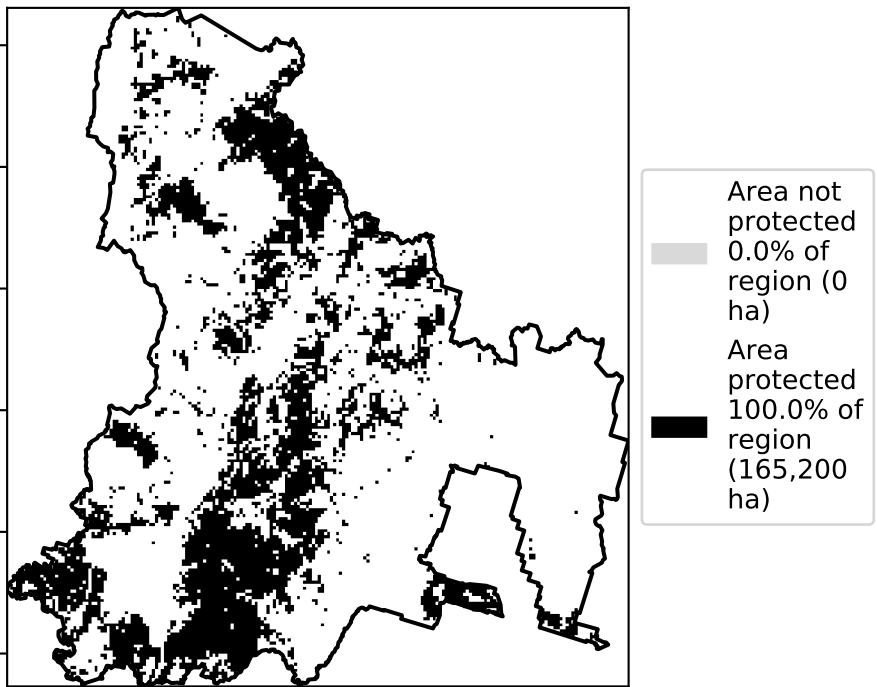 Area not
protected
0.0% of
region (0
ha)
Area
protected
100.0% of
region
(165,200
ha)